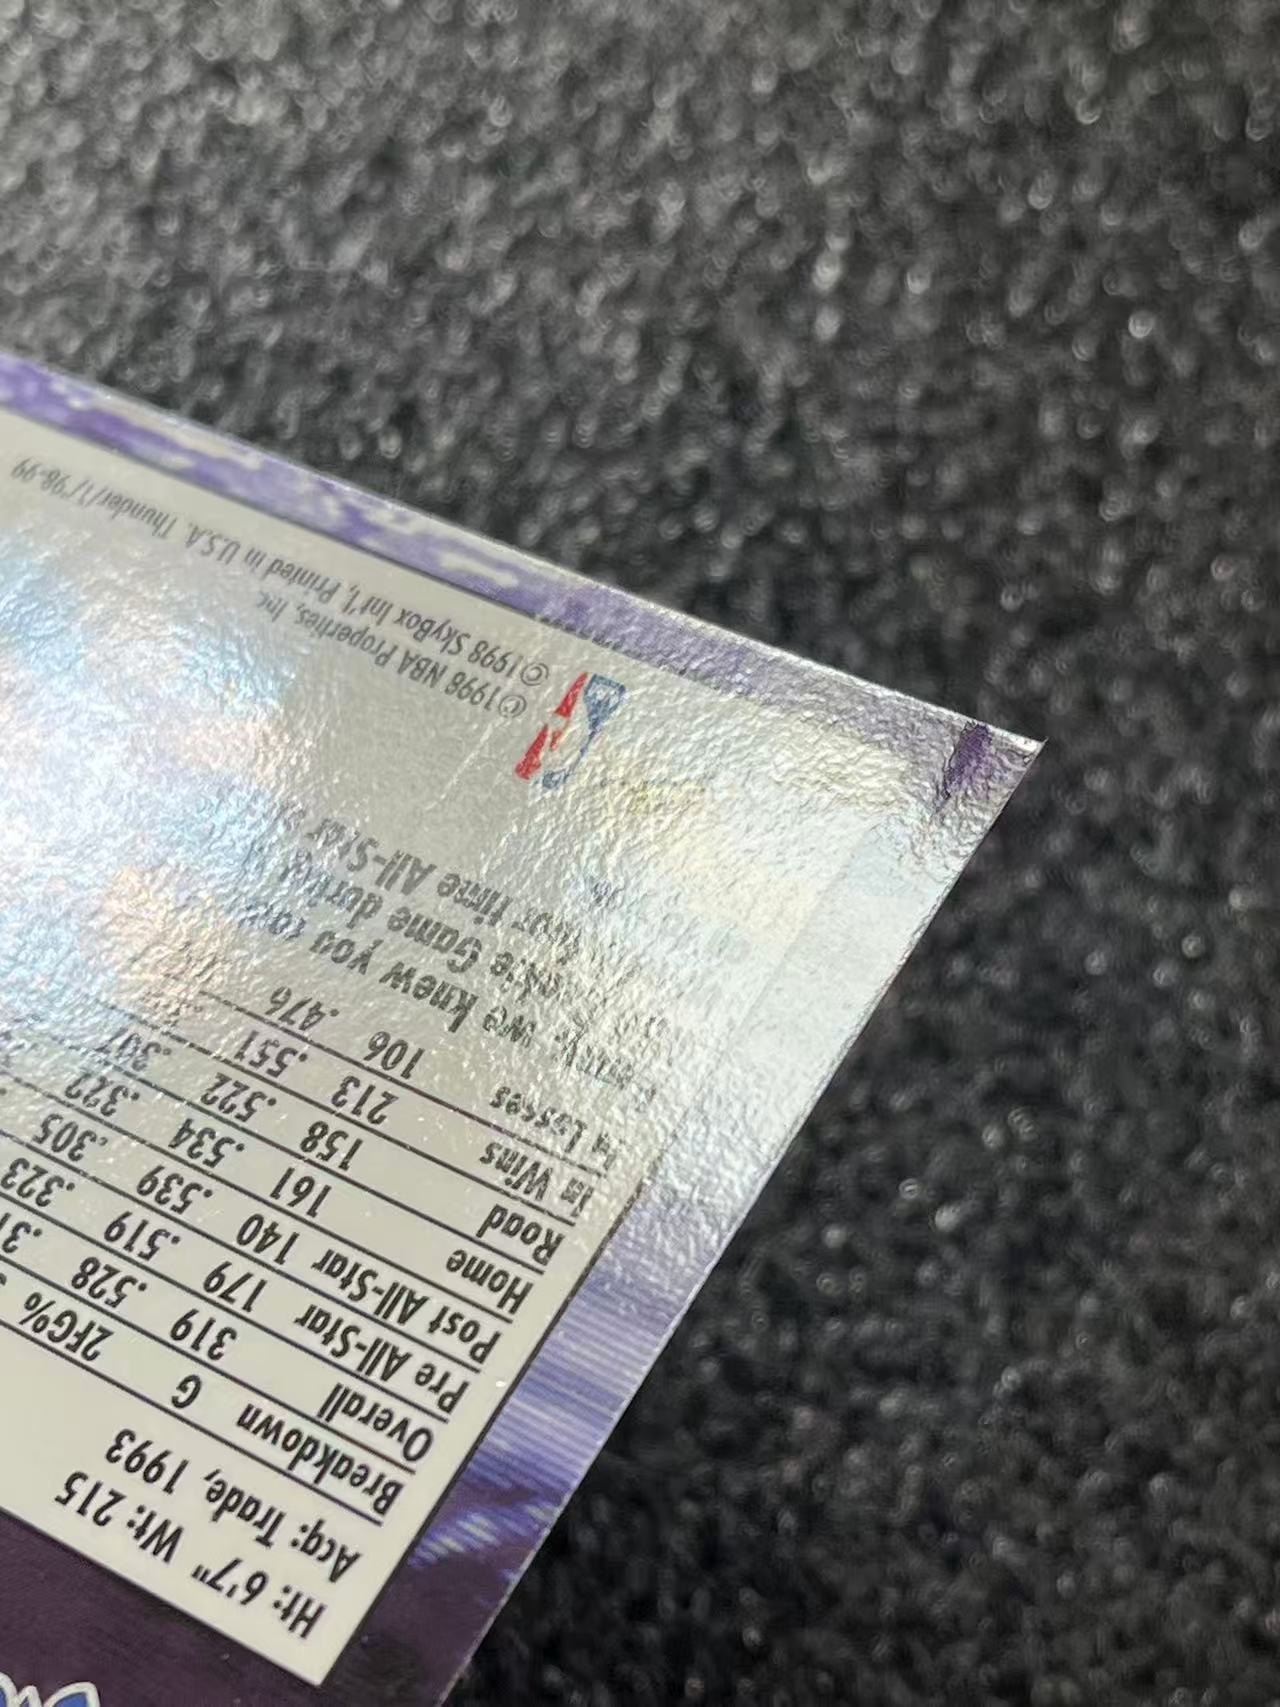 Ht: 6'7" Wt: 215
Acq: Trade, 1993
Breakdown G 2FG%
Overall 319 .528
Pre All-Star 179 .519 .323
Post All-Star 140 .539 .305
Home 161 .534 .322
Road 158 .522 .307
In Wins 213 .551
In Losses 106 .476
we knew you
Game during
time All-Star
©1998 NBA Properties, Inc.
©1998 SkyBox Int'l, Printed in U.S.A. Thunder/1/'98-99